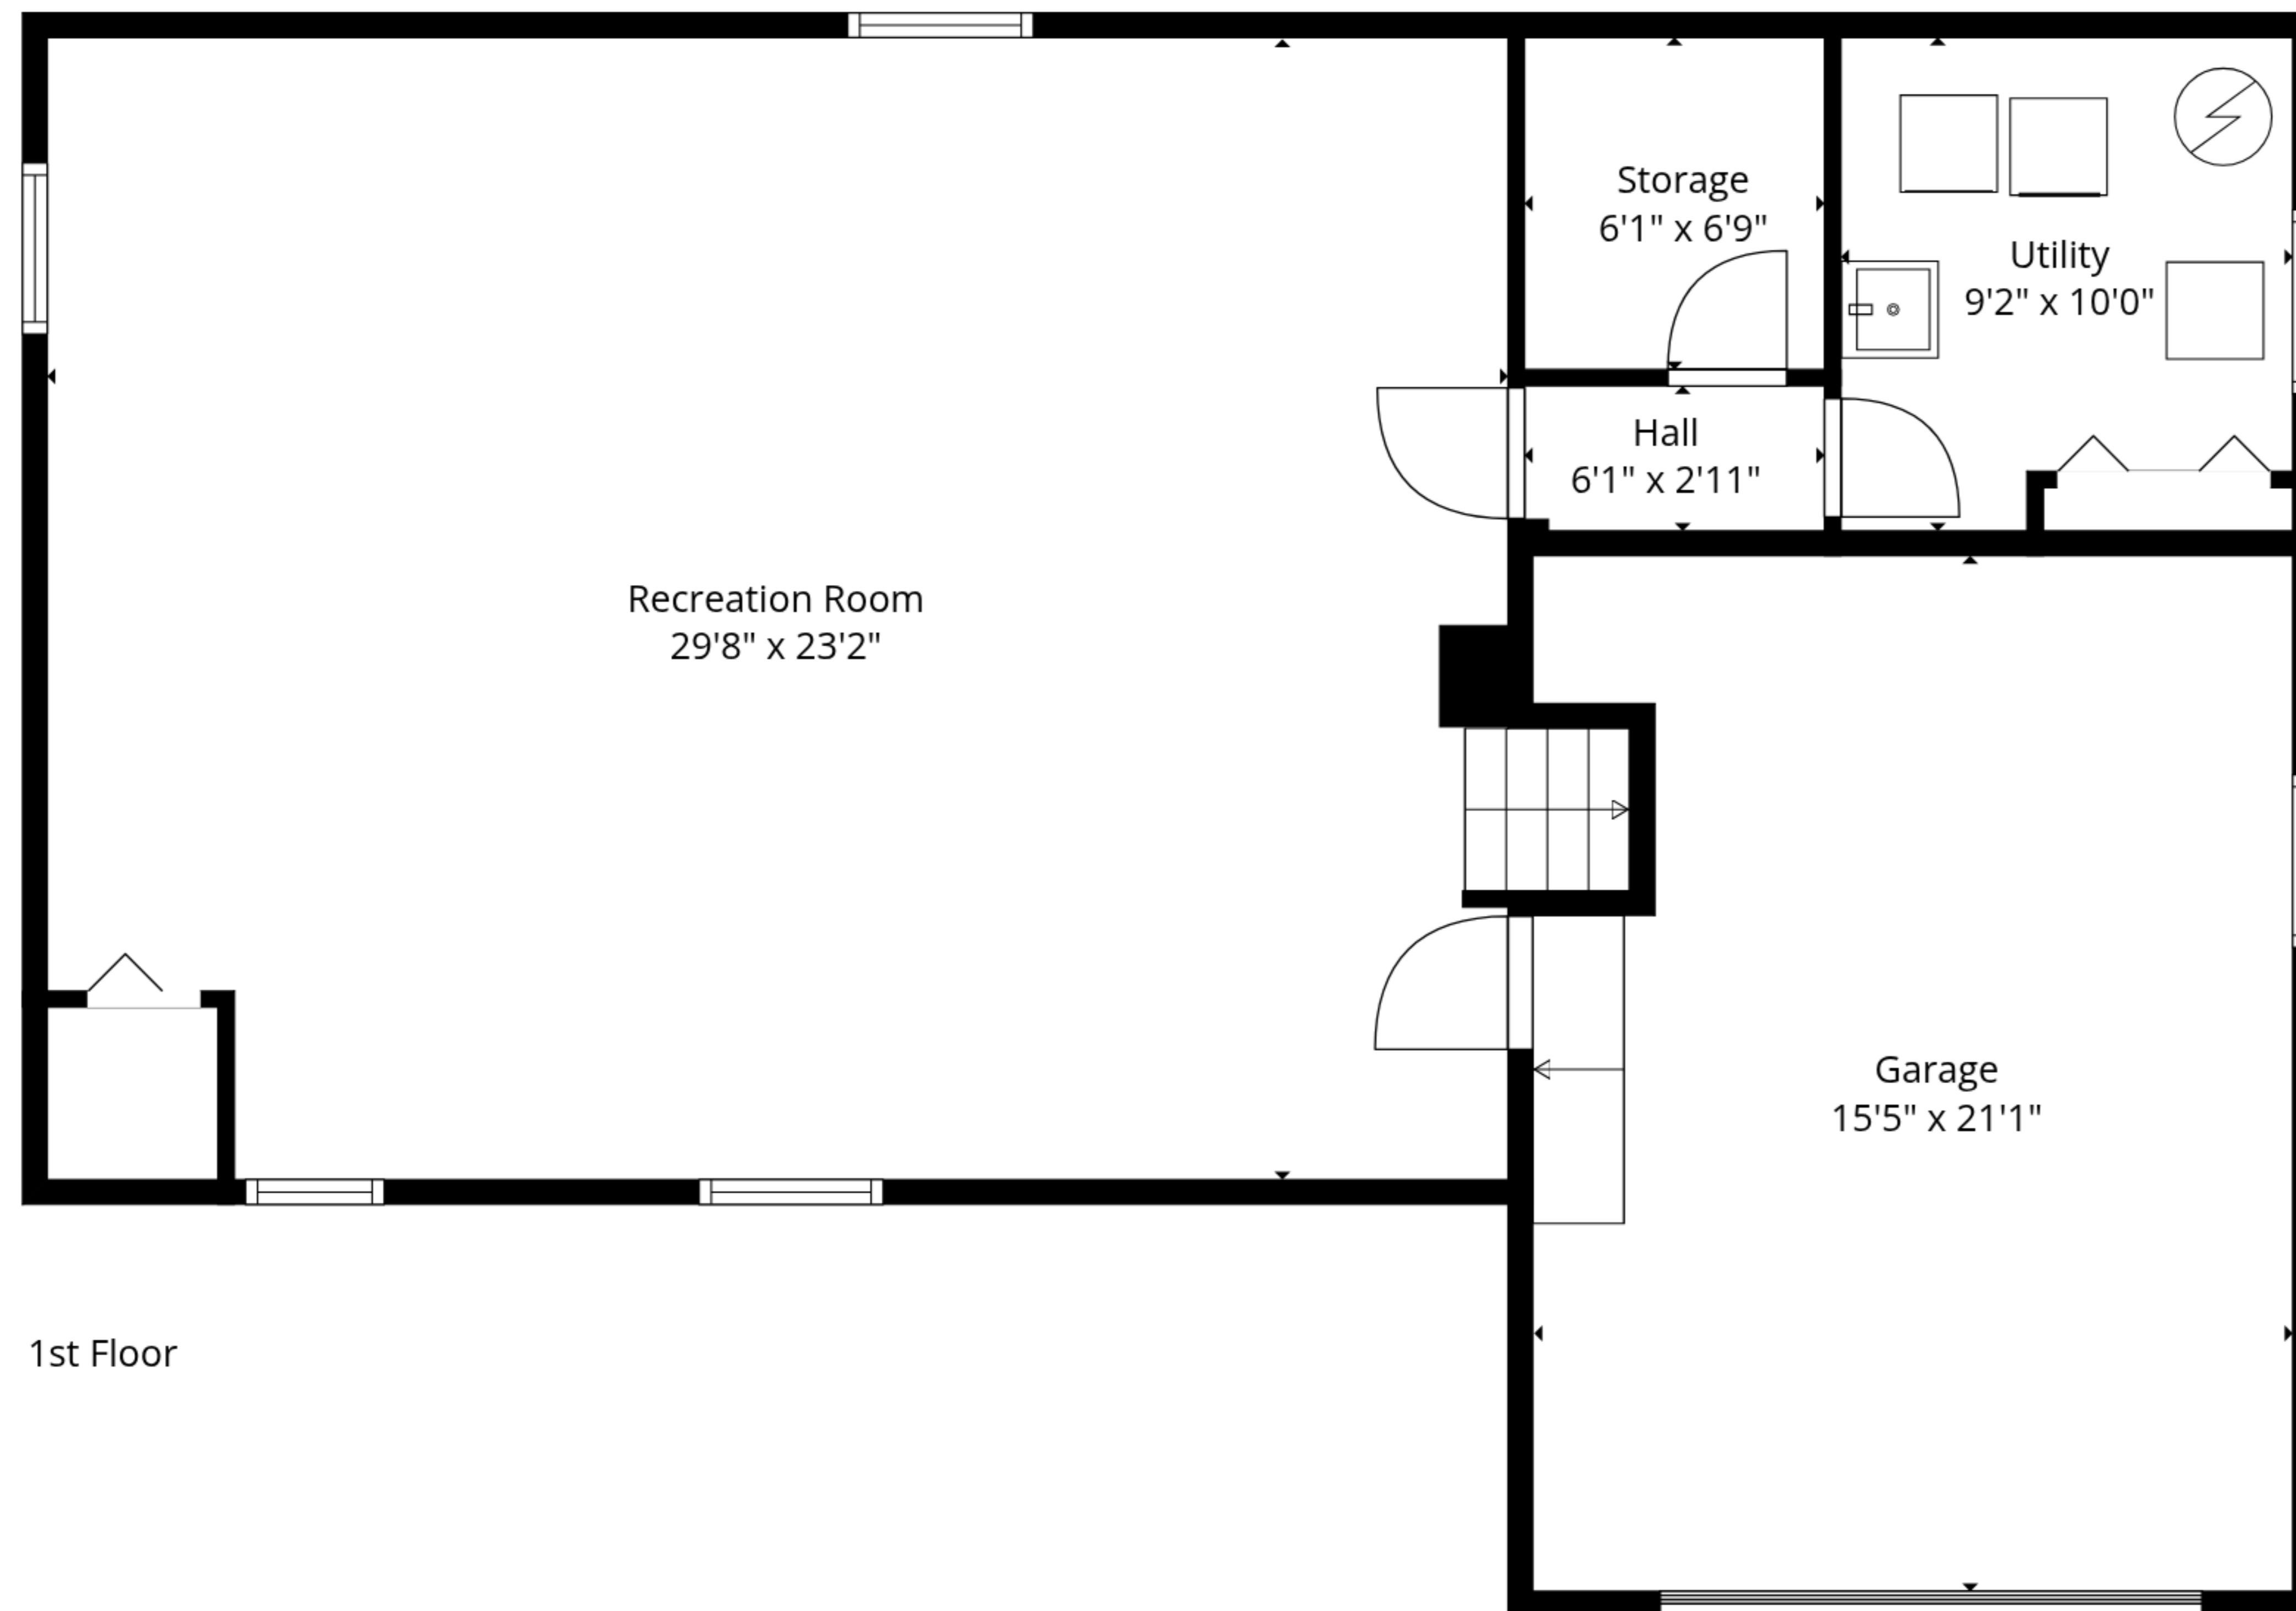 Storage
6'1" x 6'9"
Utility
9'2" x 10'0"
Hall
6'1" x 2'11"
Recreation Room
29'8" x 23'2"
Garage
15'5" x 21'1"
1st Floor